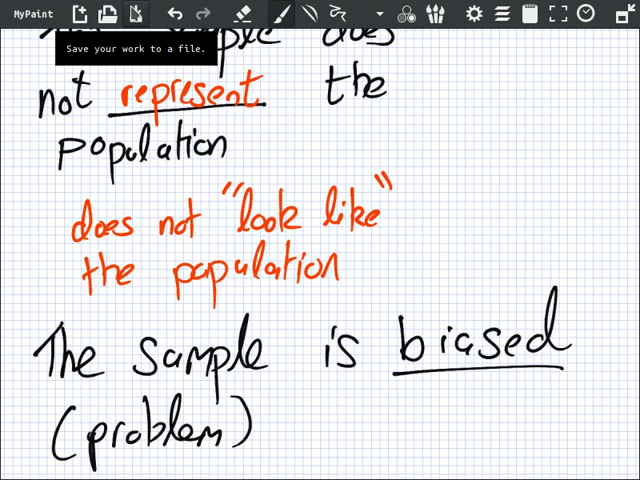 MyPaint
Save your work to a file.
sample does
not represent the
population
does not "look like"
the population
The sample is biased
(problem)